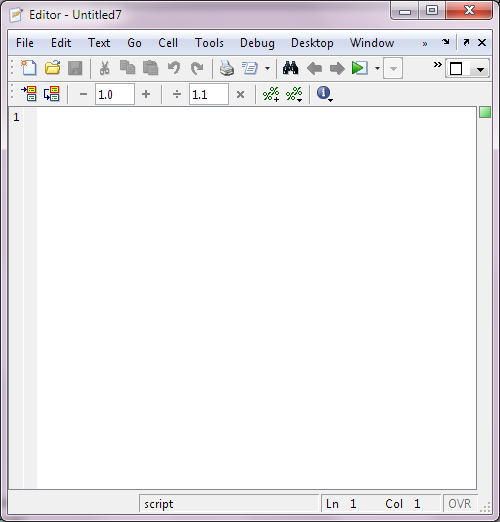 Editor - Untitled7
File Edit Text Go Cell Tools Debug Desktop Window »
− 1.0 + ÷ 1.1 ×
1
script Ln 1 Col 1 OVR